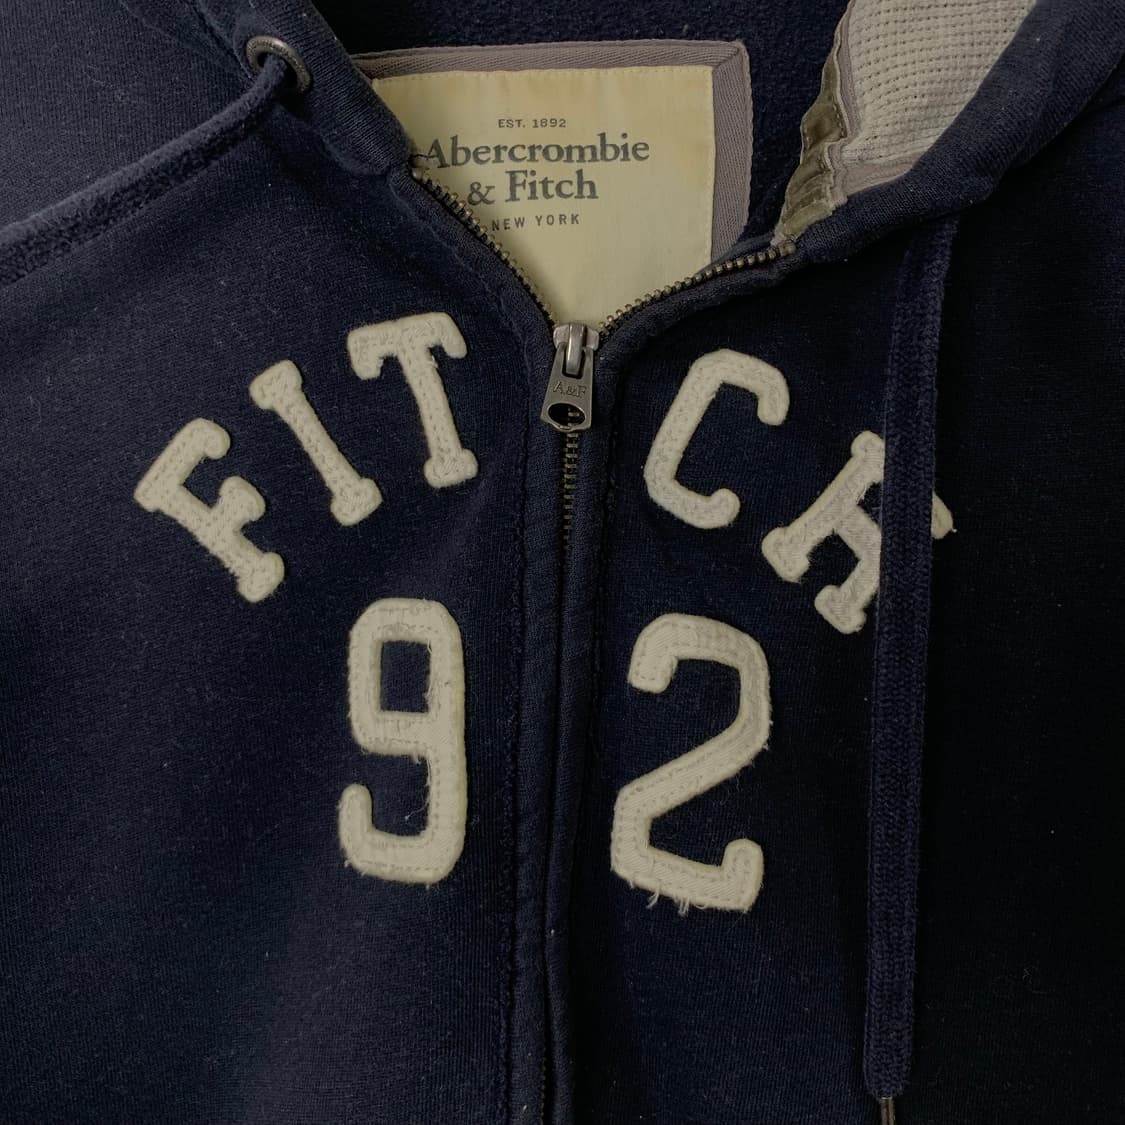 EST. 1892
Abercrombie
& Fitch
NEW YORK
A&F
FITCH
92